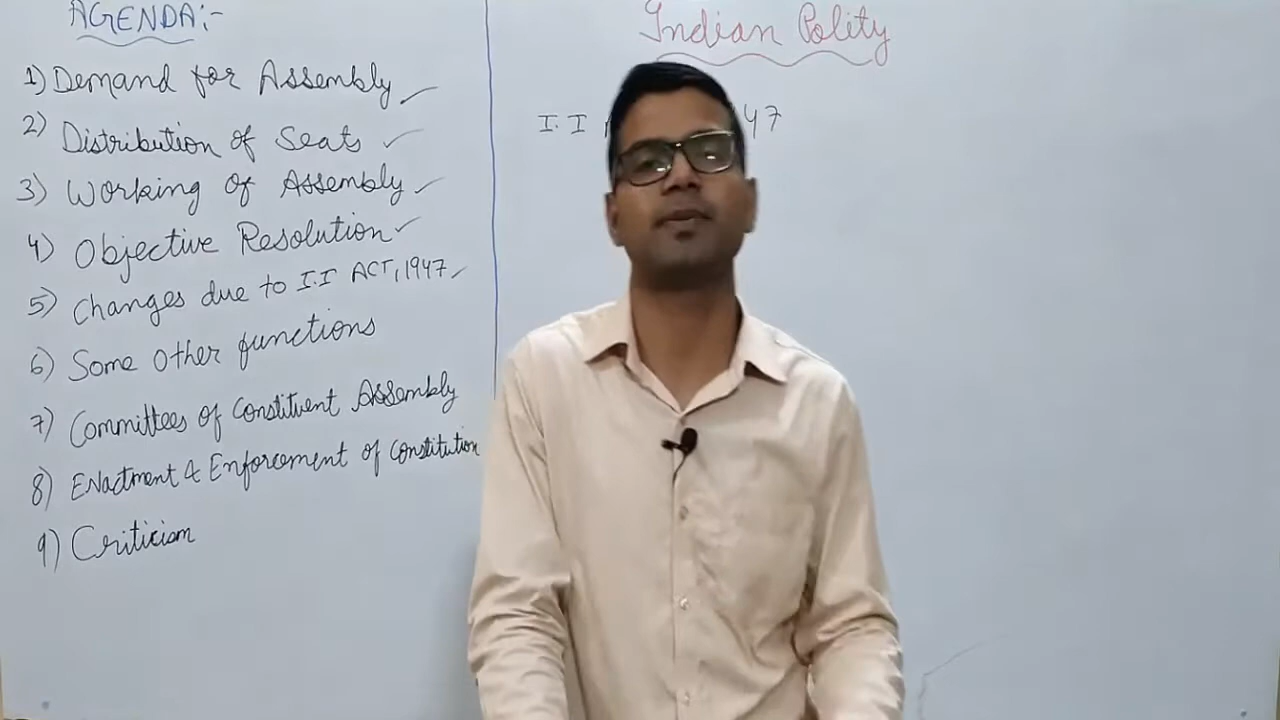 AGENDA:-
1) Demand for Assembly
2) Distribution of Seats
3) Working of Assembly
4) Objective Resolution
5) Changes due to I.I ACT, 1947
6) Some Other functions
7) Committees of Constituent Assembly
8) Enactment & Enforcement of Constitution
9) Criticism
Indian Polity
I.I 47